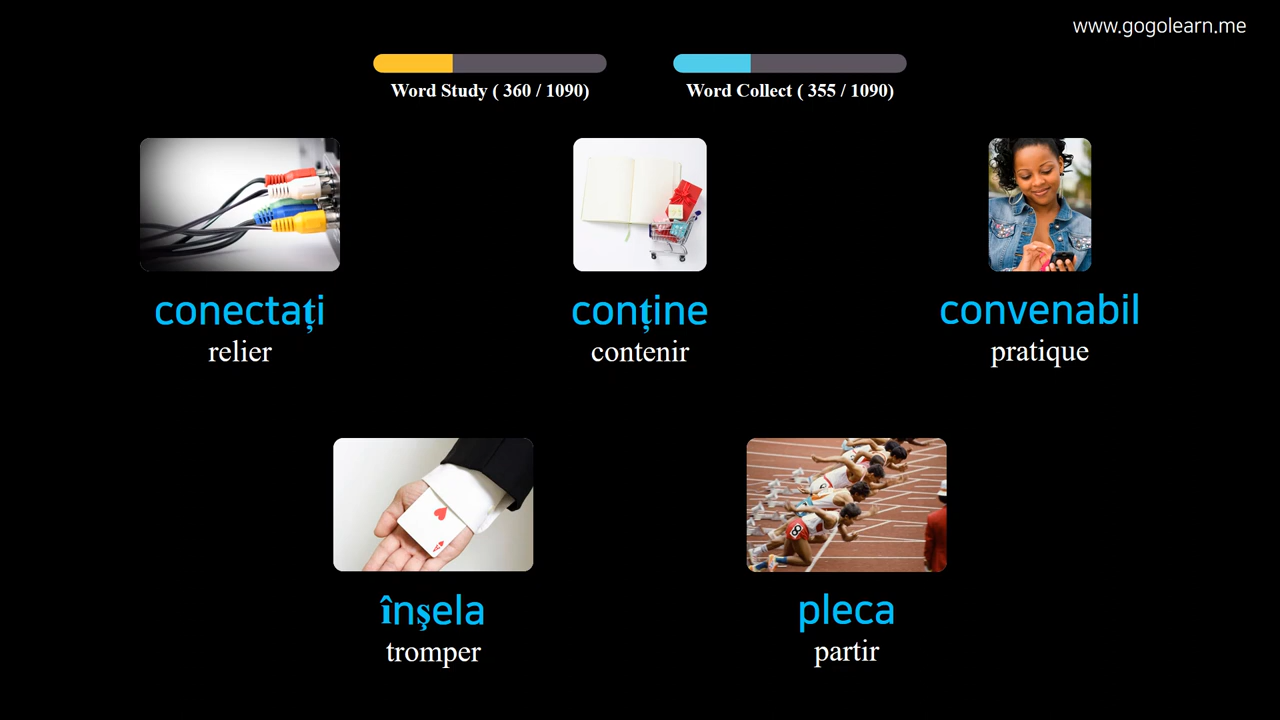 www.gogolearn.me
Word Study ( 360 / 1090)
Word Collect ( 355 / 1090)
conectați
relier
conține
contenir
convenabil
pratique
înşela
tromper
pleca
partir